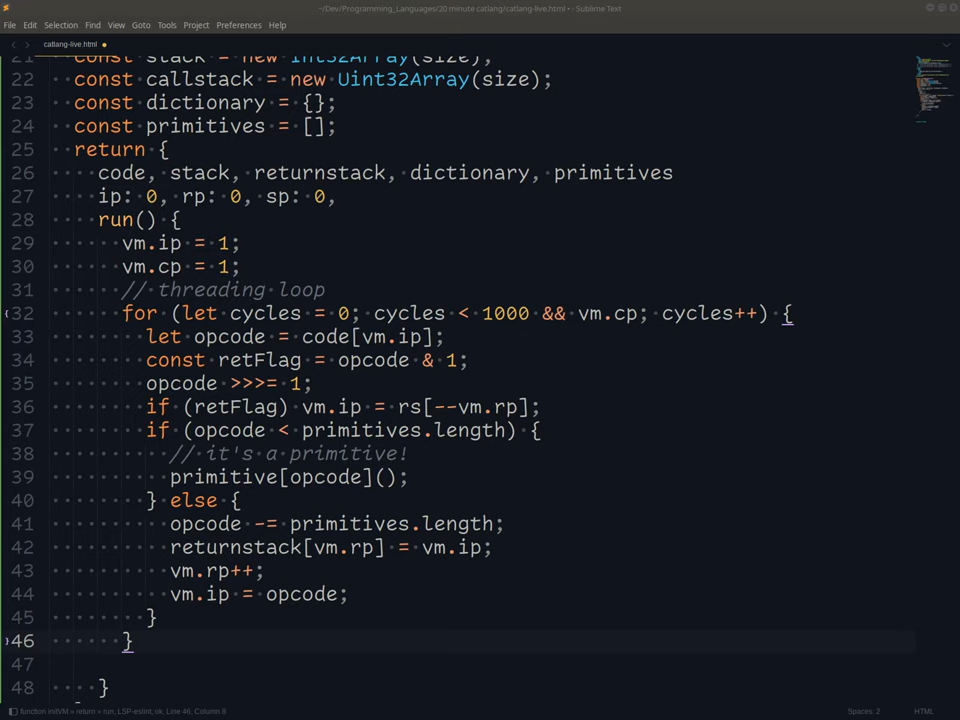 ~/Dev/Programming_Languages/20 minute catlang/catlang-live.html • - Sublime Text
File Edit Selection Find View Goto Tools Project Preferences Help
catlang-live.html
21 const stack = new Int32Array(size);
22 const callstack = new Uint32Array(size);
23 const dictionary = {};
24 const primitives = [];
25 return {
26 code, stack, returnstack, dictionary, primitives
27 ip: 0, rp: 0, sp: 0,
28 run() {
29 vm.ip = 1;
30 vm.cp = 1;
31 // threading loop
32 for (let cycles = 0; cycles < 1000 && vm.cp; cycles++) {
33 let opcode = code[vm.ip];
34 const retFlag = opcode & 1;
35 opcode >>>= 1;
36 if (retFlag) vm.ip = rs[--vm.rp];
37 if (opcode < primitives.length) {
38 // it's a primitive!
39 primitive[opcode]();
40 } else {
41 opcode -= primitives.length;
42 returnstack[vm.rp] = vm.ip;
43 vm.rp++;
44 vm.ip = opcode;
45 }
46 }
47
48 }
function initVM » return » run, LSP-eslint, ok, Line 46, Column 8 Spaces: 2 HTML